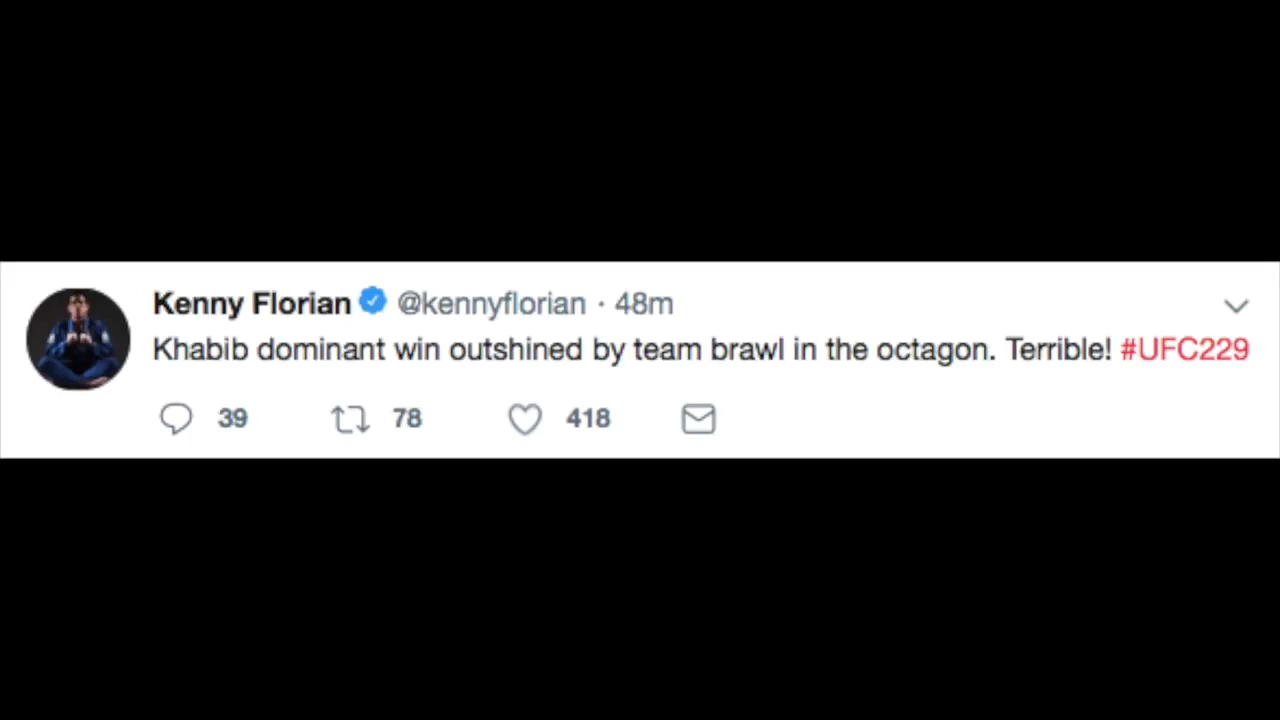 Kenny Florian @kennyflorian · 48m
Khabib dominant win outshined by team brawl in the octagon. Terrible! #UFC229
39 78 418